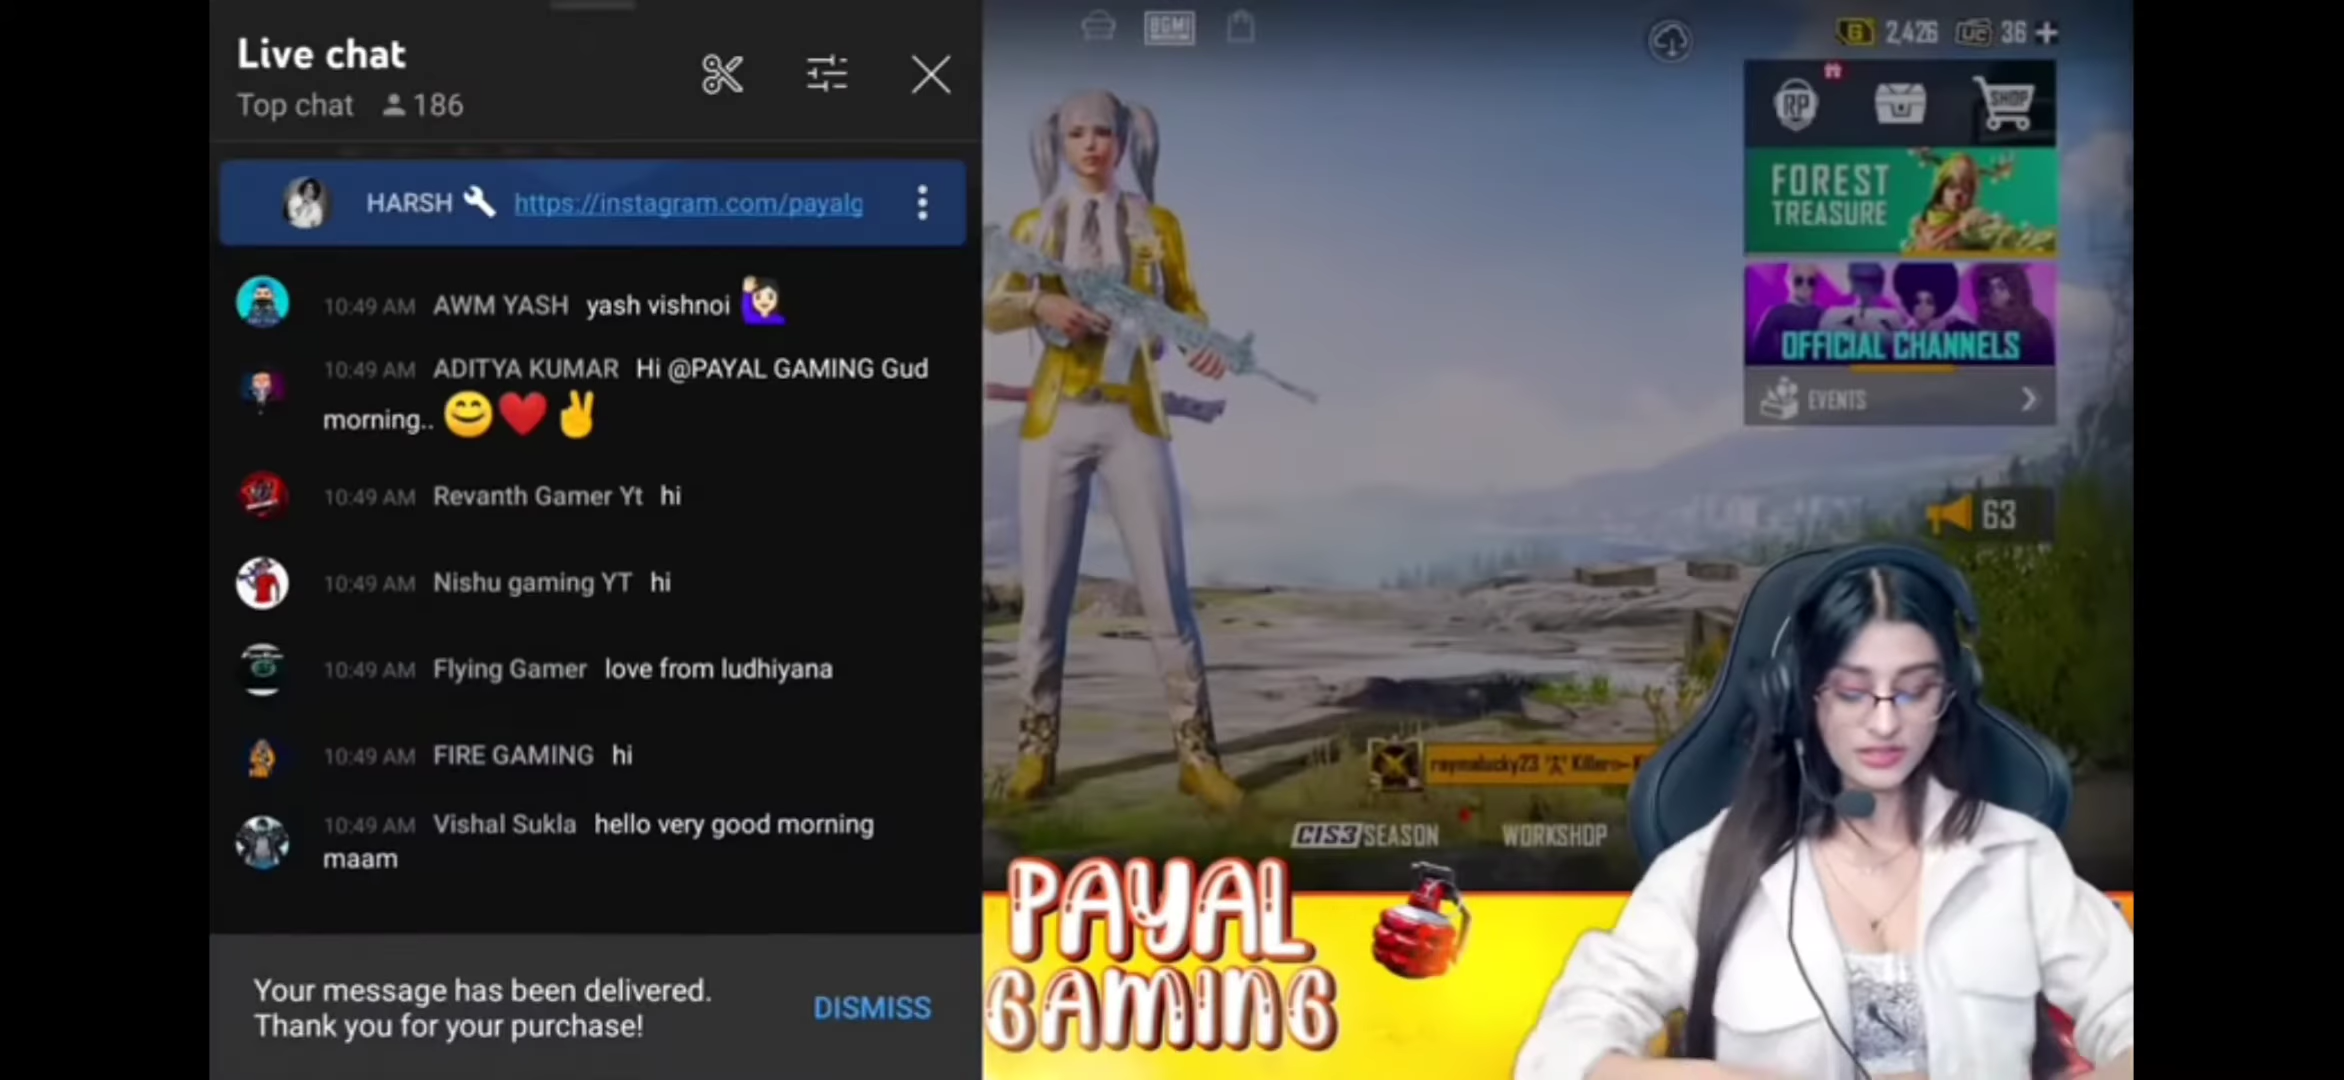 Live chat
Top chat 186
HARSH https://instagram.com/payalg
10:49 AM AWM YASH yash vishnoi
10:49 AM ADITYA KUMAR Hi @PAYAL GAMING Gud
morning..
10:49 AM Revanth Gamer Yt hi
10:49 AM Nishu gaming YT hi
10:49 AM Flying Gamer love from ludhiyana
10:49 AM FIRE GAMING hi
10:49 AM Vishal Sukla hello very good morning
maam
Your message has been delivered.
Thank you for your purchase!
DISMISS
BGMI
G 2,426 UC 36 +
RP
SHOP
FOREST
TREASURE
OFFICIAL CHANNELS
EVENTS
63
C1S3/SEASON
WORKSHOP
PAYAL
GAMING